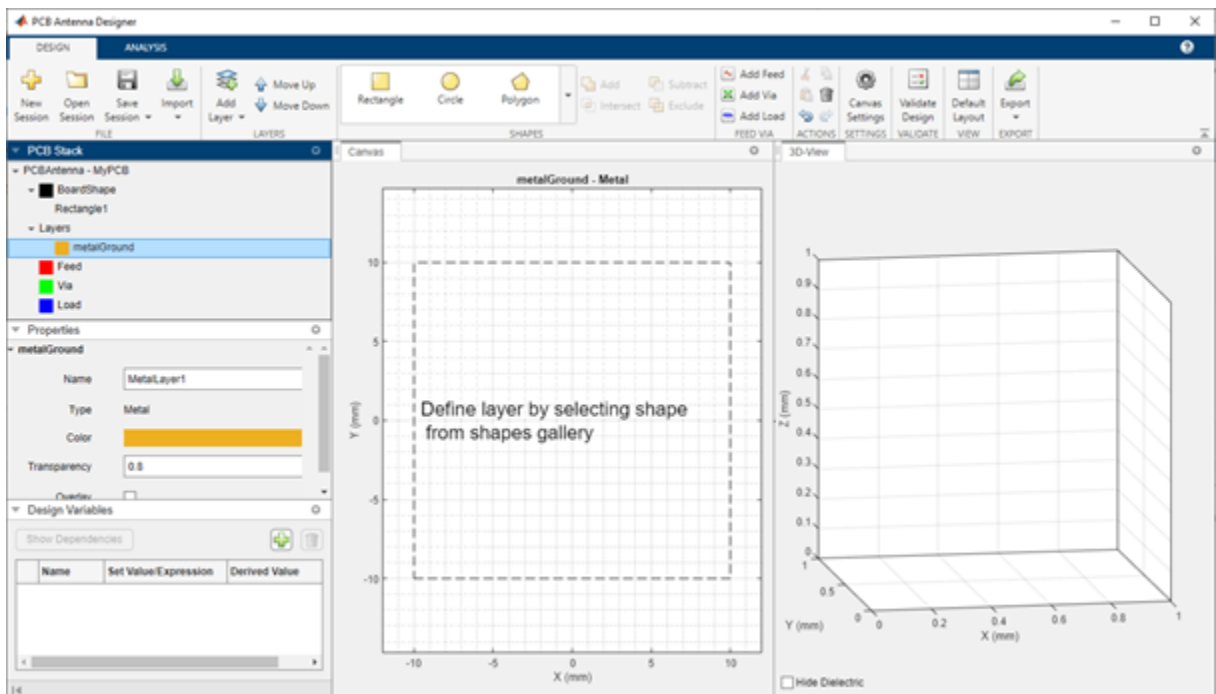 PCB Antenna Designer
DESIGN
ANALYSIS
New Session
Open Session
Save Session
Import
FILE
Add Layer
Move Up
Move Down
LAYERS
Rectangle
Circle
Polygon
Add
Subtract
Intersect
Exclude
SHAPES
Add Feed
Add Via
Add Load
FEED VIA
ACTIONS
Canvas Settings
SETTINGS
Validate Design
VALIDATE
Default Layout
VIEW
Export
EXPORT
PCB Stack
PCBAntenna - MyPCB
BoardShape
Rectangle1
Layers
metalGround
Feed
Via
Load
Properties
metalGround
Name
MetalLayer1
Type
Metal
Color
Transparency
0.8
Overlay
Design Variables
Show Dependencies
Name
Set Value/Expression
Derived Value
Canvas
metalGround - Metal
10
5
0
-5
-10
Y (mm)
Define layer by selecting shape
from shapes gallery
-10
-5
0
5
10
X (mm)
3D-View
1
0.9
0.8
0.7
0.6
0.5
0.4
0.3
0.2
0.1
0
Z (mm)
1
0.5
0
Y (mm)
0
0.2
0.4
0.6
0.8
1
X (mm)
Hide Dielectric